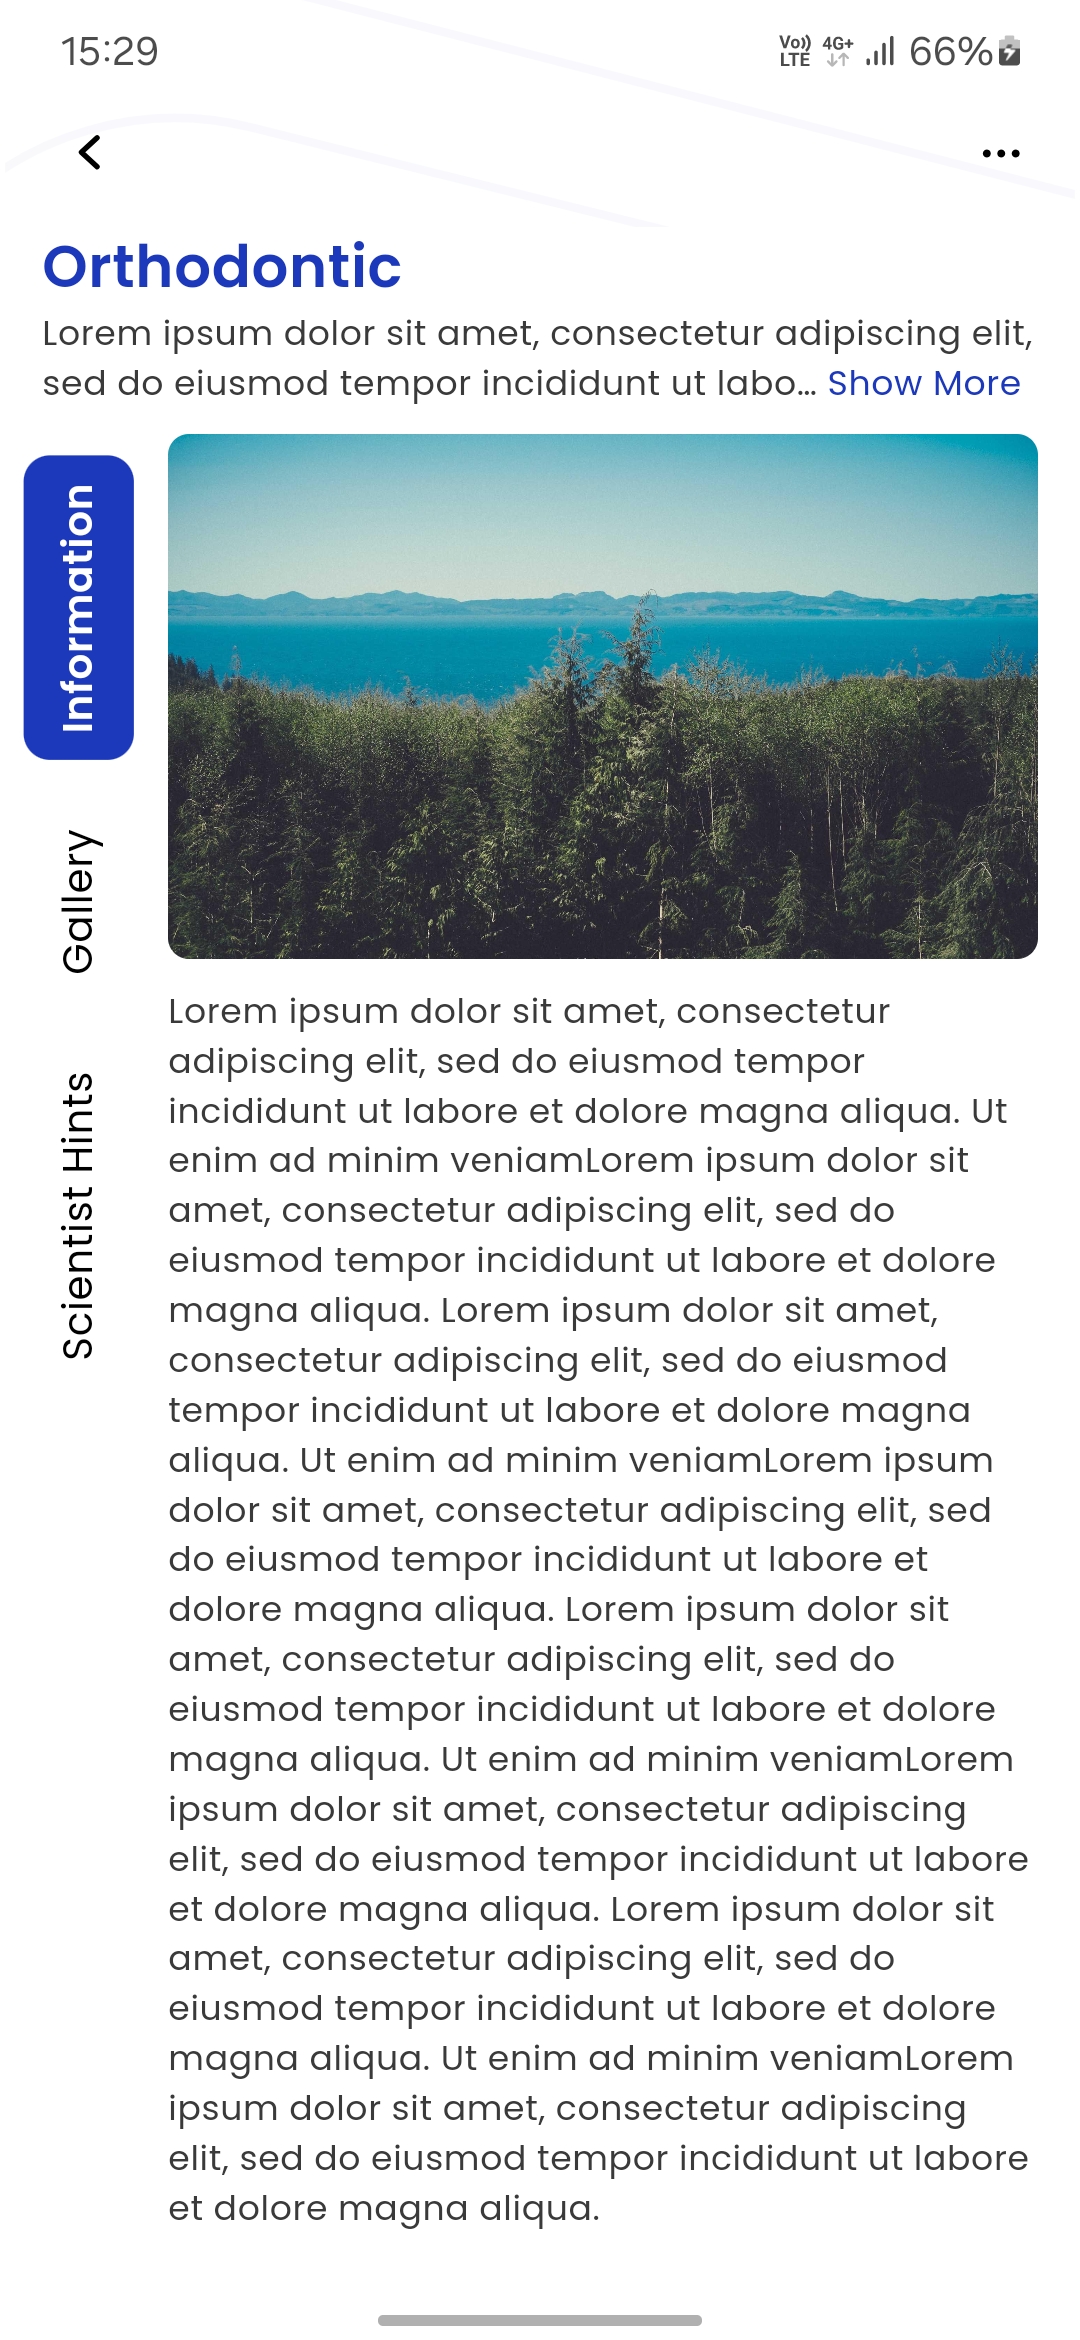 15:29
Vo)) LTE 4G+ 66%
Orthodontic
Lorem ipsum dolor sit amet, consectetur adipiscing elit,
sed do eiusmod tempor incididunt ut labo... Show More
Information
Gallery
Scientist Hints
Lorem ipsum dolor sit amet, consectetur
adipiscing elit, sed do eiusmod tempor
incididunt ut labore et dolore magna aliqua. Ut
enim ad minim veniamLorem ipsum dolor sit
amet, consectetur adipiscing elit, sed do
eiusmod tempor incididunt ut labore et dolore
magna aliqua. Lorem ipsum dolor sit amet,
consectetur adipiscing elit, sed do eiusmod
tempor incididunt ut labore et dolore magna
aliqua. Ut enim ad minim veniamLorem ipsum
dolor sit amet, consectetur adipiscing elit, sed
do eiusmod tempor incididunt ut labore et
dolore magna aliqua. Lorem ipsum dolor sit
amet, consectetur adipiscing elit, sed do
eiusmod tempor incididunt ut labore et dolore
magna aliqua. Ut enim ad minim veniamLorem
ipsum dolor sit amet, consectetur adipiscing
elit, sed do eiusmod tempor incididunt ut labore
et dolore magna aliqua. Lorem ipsum dolor sit
amet, consectetur adipiscing elit, sed do
eiusmod tempor incididunt ut labore et dolore
magna aliqua. Ut enim ad minim veniamLorem
ipsum dolor sit amet, consectetur adipiscing
elit, sed do eiusmod tempor incididunt ut labore
et dolore magna aliqua.